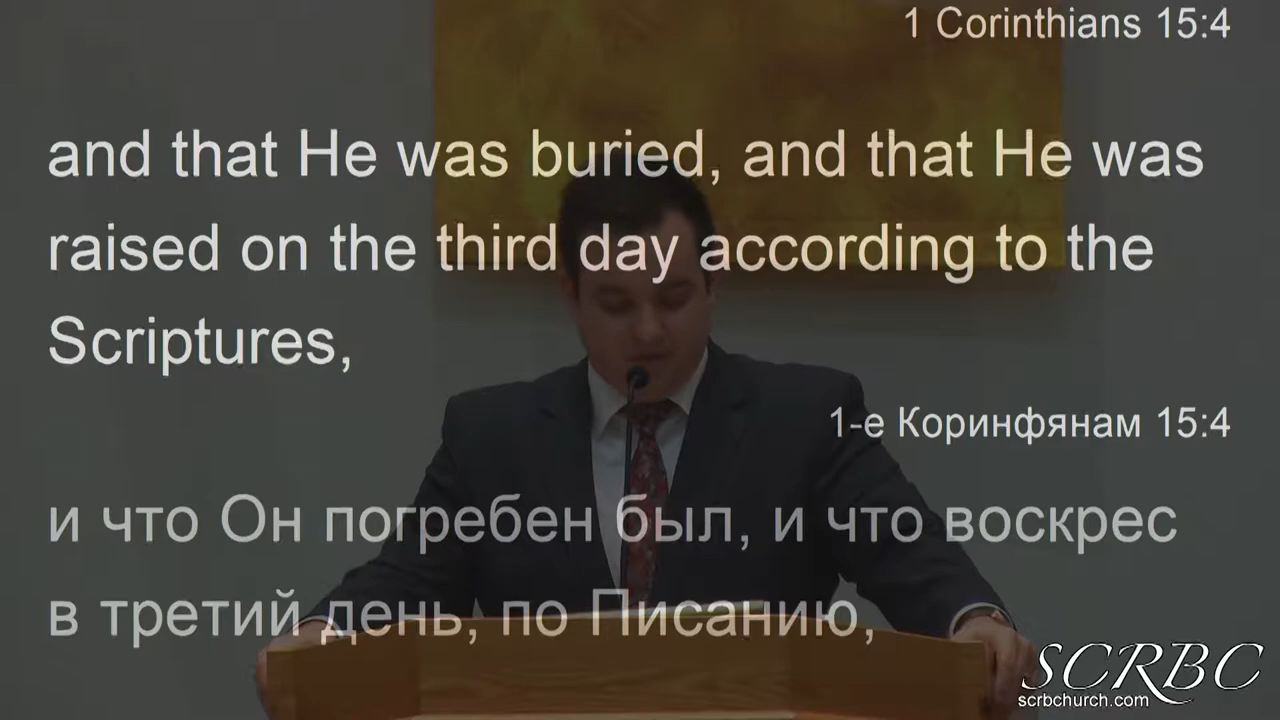 1 Corinthians 15:4
and that He was buried, and that He was
raised on the third day according to the
Scriptures,
1-е Коринфянам 15:4
и что Он погребен был, и что воскрес
в третий день, по Писанию,
SCRBC
scrbchurch.com